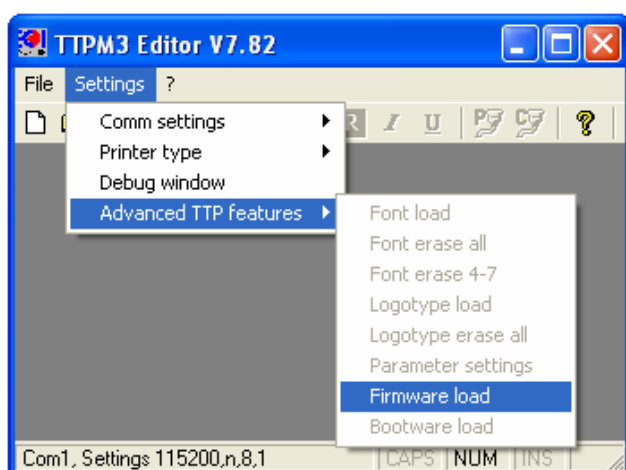 TTPM3 Editor V7.82
File Settings ?
R I U P C ?
Comm settings
Printer type
Debug window
Advanced TTP features
Font load
Font erase all
Font erase 4-7
Logotype load
Logotype erase all
Parameter settings
Firmware load
Bootware load
Com1, Settings 115200,n,8,1 CAPS NUM INS